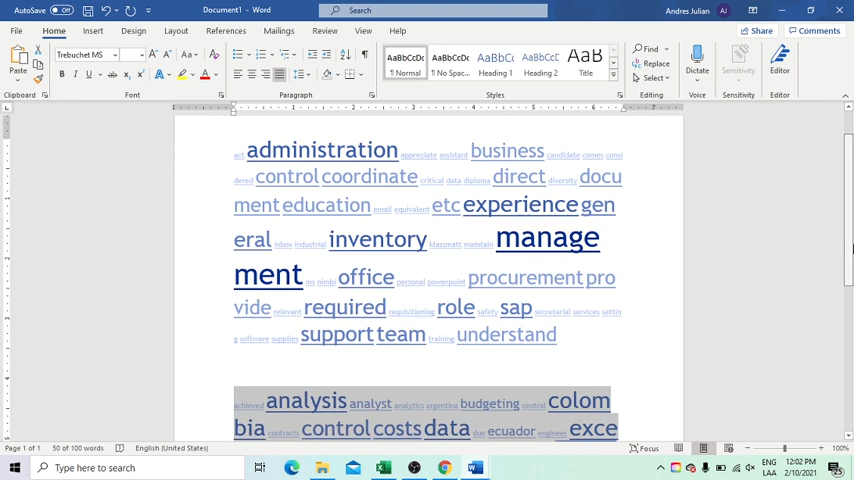 AutoSave Off Document1 - Word Search Andres Julian AJ
File Home Insert Draw Design Layout References Mailings Review View Help Share Comments
Trebuchet MS Find
AaBbCcDc AaBbCcDc AaBbCc AaBbCcC AaB Replace
Paste B I U ab x₂ x² A A ¶ Normal ¶ No Spac... Heading 1 Heading 2 Title Select Dictate Sensitivity Editor
Clipboard Font Paragraph Styles Editing Voice Sensitivity Editor
act administration appreciate assistant business candidate comes consi
dered control coordinate critical data diploma direct diversity docu
ment education email equivalent etc experience gen
eral inbox industrial inventory klassmatt maintain manage
ment ms nimbi office personal powerpoint procurement pro
vide relevant required requisitioning role safety sap secretarial services settin
g software supplies support team training understand
achieved analysis analyst analytics argentina budgeting central colom
bia contracts control costs data due ecuador engineer exce
Page 1 of 1 50 of 100 words English (United States) Focus 100%
Type here to search ENG 12:02 PM
LAA 2/10/2021 25